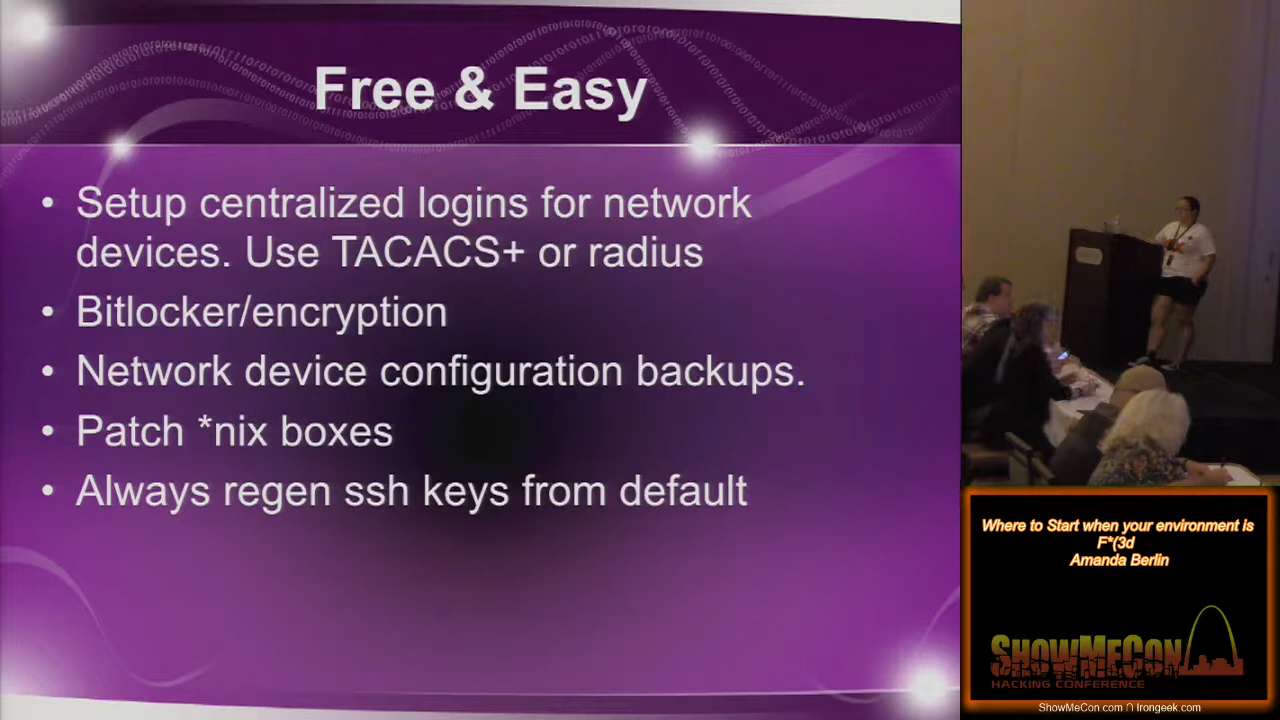 Free & Easy
• Setup centralized logins for network
devices. Use TACACS+ or radius
• Bitlocker/encryption
• Network device configuration backups.
• Patch *nix boxes
• Always regen ssh keys from default
Where to Start when your environment is
F*(3d
Amanda Berlin
ShowMeCon
HACKING CONFERENCE
ShowMeCon.com ∩ Irongeek.com